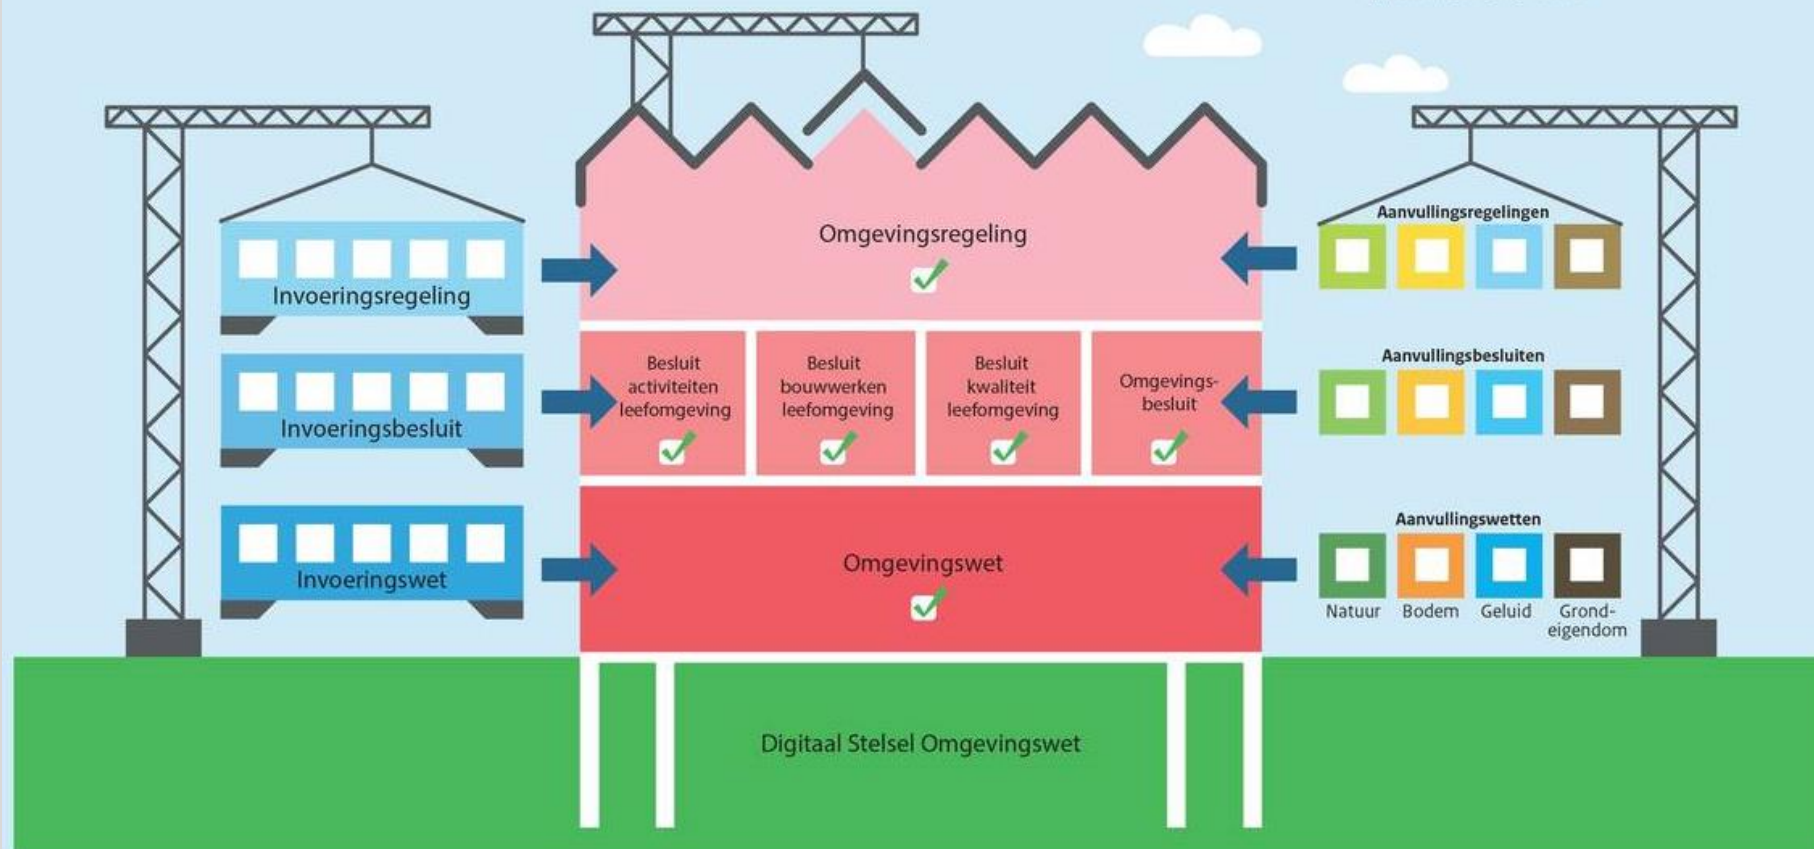 Omgevingsregeling
Aanvullingsregelingen
Invoeringsregeling
Besluit
activiteiten
leefomgeving
Besluit
bouwwerken
leefomgeving
Besluit
kwaliteit
leefomgeving
Omgevings-
besluit
Aanvullingsbesluiten
Invoeringsbesluit
Omgevingswet
Aanvullingswetten
Invoeringswet
Natuur
Bodem
Geluid
Grond-
eigendom
Digitaal Stelsel Omgevingswet